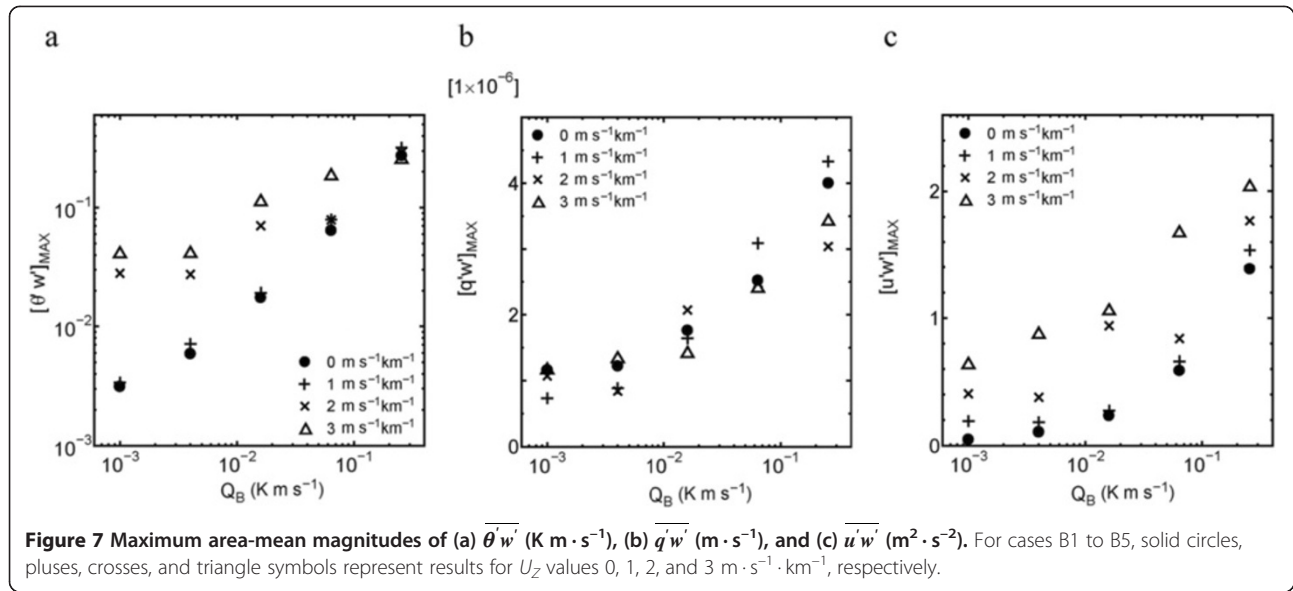 a
b
c
[1×10⁻⁶]
[θ'w']MAX
10⁻¹
10⁻²
10⁻³
● 0 m s⁻¹km⁻¹
+ 1 m s⁻¹km⁻¹
× 2 m s⁻¹km⁻¹
△ 3 m s⁻¹km⁻¹
10⁻³ 10⁻² 10⁻¹
Q_B (K m s⁻¹)
[q'w']MAX
4
2
0
● 0 m s⁻¹km⁻¹
+ 1 m s⁻¹km⁻¹
× 2 m s⁻¹km⁻¹
△ 3 m s⁻¹km⁻¹
10⁻³ 10⁻² 10⁻¹
Q_B (K m s⁻¹)
[u'w']MAX
2
1
0
● 0 m s⁻¹km⁻¹
+ 1 m s⁻¹km⁻¹
× 2 m s⁻¹km⁻¹
△ 3 m s⁻¹km⁻¹
10⁻³ 10⁻² 10⁻¹
Q_B (K m s⁻¹)
Figure 7 Maximum area-mean magnitudes of (a) θ'w' (K m · s⁻¹), (b) q'w' (m · s⁻¹), and (c) u'w' (m² · s⁻²). For cases B1 to B5, solid circles,
pluses, crosses, and triangle symbols represent results for U_Z values 0, 1, 2, and 3 m · s⁻¹ · km⁻¹, respectively.